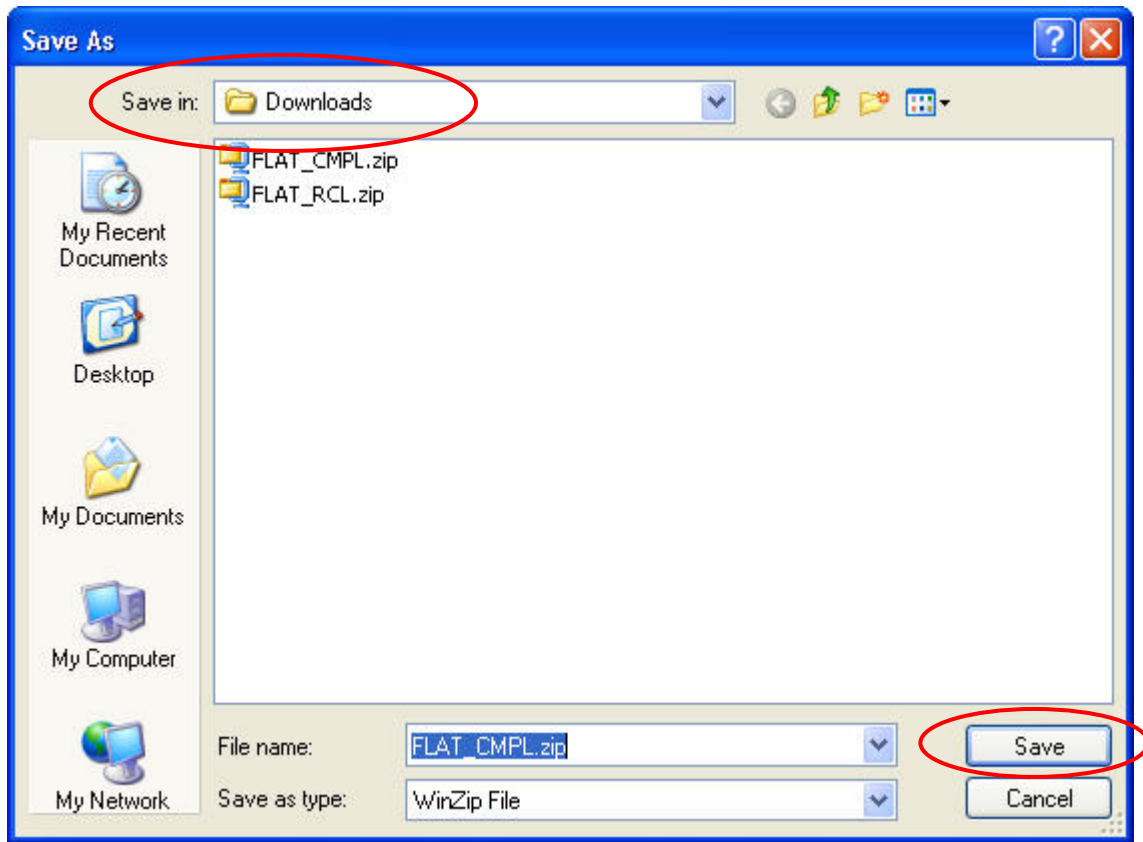 Save As
Save in: Downloads
FLAT_CMPL.zip
FLAT_RCL.zip
My Recent
Documents
Desktop
My Documents
My Computer
My Network
File name: FLAT_CMPL.zip Save
Save as type: WinZip File Cancel